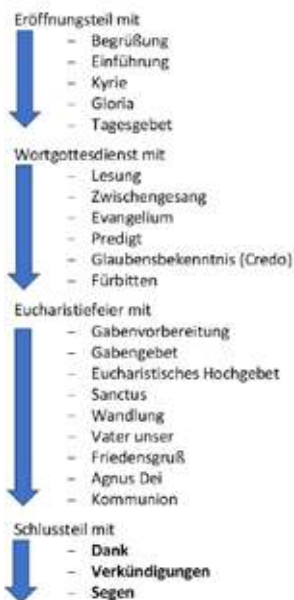 Eröffnungsteil mit
– Begrüßung
– Einführung
– Kyrie
– Gloria
– Tagesgebet
Wortgottesdienst mit
– Lesung
– Zwischengesang
– Evangelium
– Predigt
– Glaubensbekenntnis (Credo)
– Fürbitten
Eucharistiefeier mit
– Gabenvorbereitung
– Gabengebet
– Eucharistisches Hochgebet
– Sanctus
– Wandlung
– Vater unser
– Friedensgruß
– Agnus Dei
– Kommunion
Schlussteil mit
– Dank
– Verkündigungen
– Segen